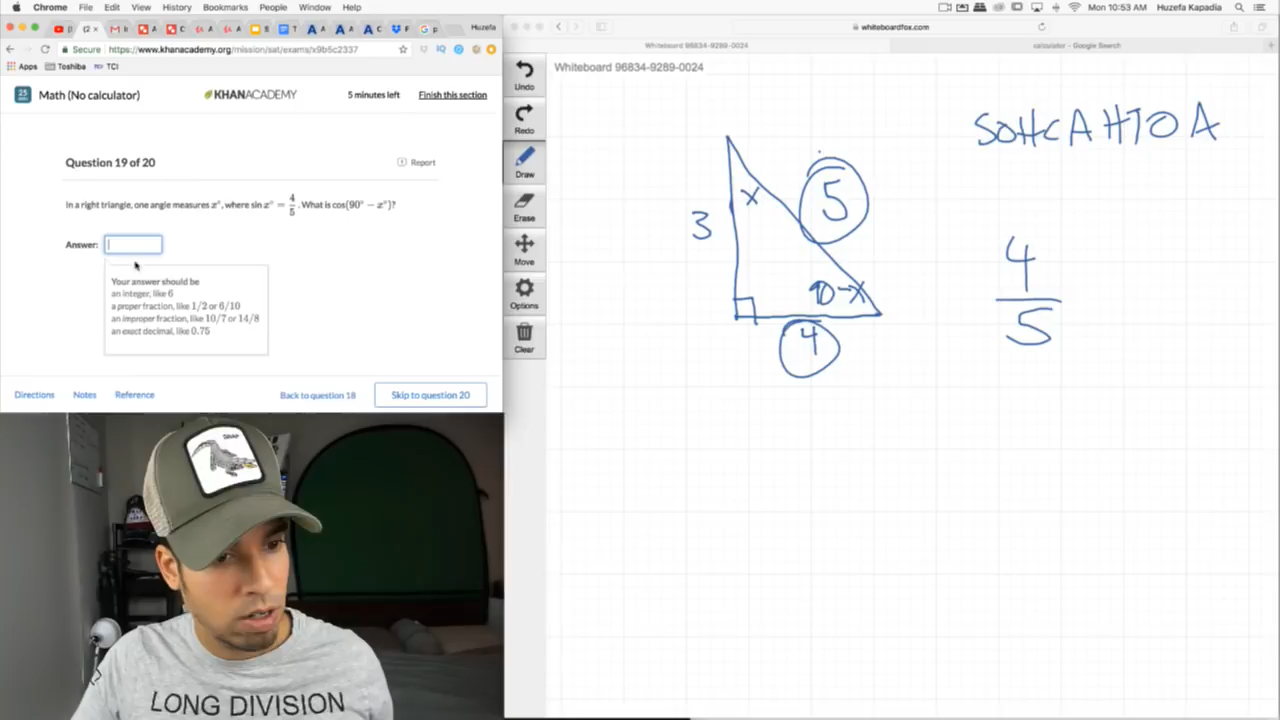 Chrome File Edit View History Bookmarks People Window Help
Mon 10:53 AM Huzefa Kapadia
Huzefa
Secure https://www.khanacademy.org/mission/sat/exams/x9b5c2337
Apps Toshiba TCI
whiteboardfox.com
Whiteboard 96834-9289-0024
calculator - Google Search
Math (No calculator)
KHANACADEMY
5 minutes left
Finish this section
Question 19 of 20
Report
In a right triangle, one angle measures x°, where sin x° = 4/5. What is cos(90° − x°)?
Answer:
Your answer should be
an integer, like 6
a proper fraction, like 1/2 or 6/10
an improper fraction, like 10/7 or 14/8
an exact decimal, like 0.75
Directions Notes Reference
Back to question 18
Skip to question 20
Undo
Redo
Draw
Erase
Move
Options
Clear
Whiteboard 96834-9289-0024
SOHCAHTOA
x
5
3
90-x
4
4
5
LONG DIVISION